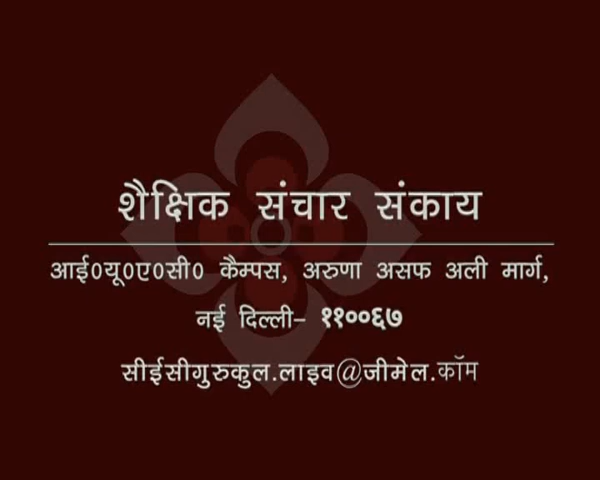 शैक्षिक संचार संकाय
आई०यू०ए०सी० कैम्पस, अरुणा असफ अली मार्ग,
नई दिल्ली- ११००६७
सीईसीगुरुकुल.लाइव@जीमेल.कॉम